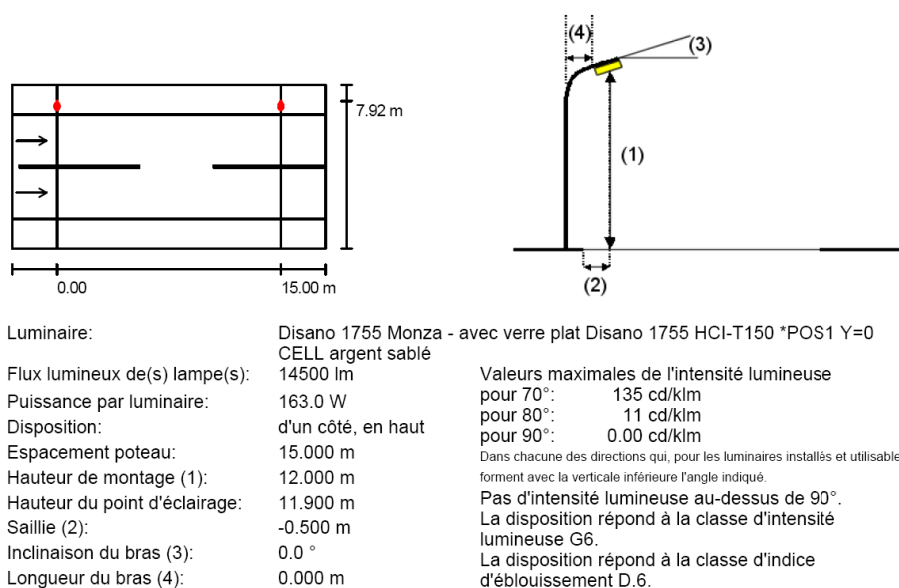 (4)
(3)
7.92 m
(1)
0.00
15.00 m
(2)
Luminaire:
Disano 1755 Monza - avec verre plat Disano 1755 HCI-T150 *POS1 Y=0
CELL argent sablé
Flux lumineux de(s) lampe(s):
14500 lm
Puissance par luminaire:
163.0 W
Disposition:
d'un côté, en haut
Espacement poteau:
15.000 m
Hauteur de montage (1):
12.000 m
Hauteur du point d'éclairage:
11.900 m
Saillie (2):
-0.500 m
Inclinaison du bras (3):
0.0 °
Longueur du bras (4):
0.000 m
Valeurs maximales de l'intensité lumineuse
pour 70°: 135 cd/klm
pour 80°: 11 cd/klm
pour 90°: 0.00 cd/klm
Dans chacune des directions qui, pour les luminaires installés et utilisable
forment avec la verticale inférieure l'angle indiqué.
Pas d'intensité lumineuse au-dessus de 90°.
La disposition répond à la classe d'intensité
lumineuse G6.
La disposition répond à la classe d'indice
d'éblouissement D.6.